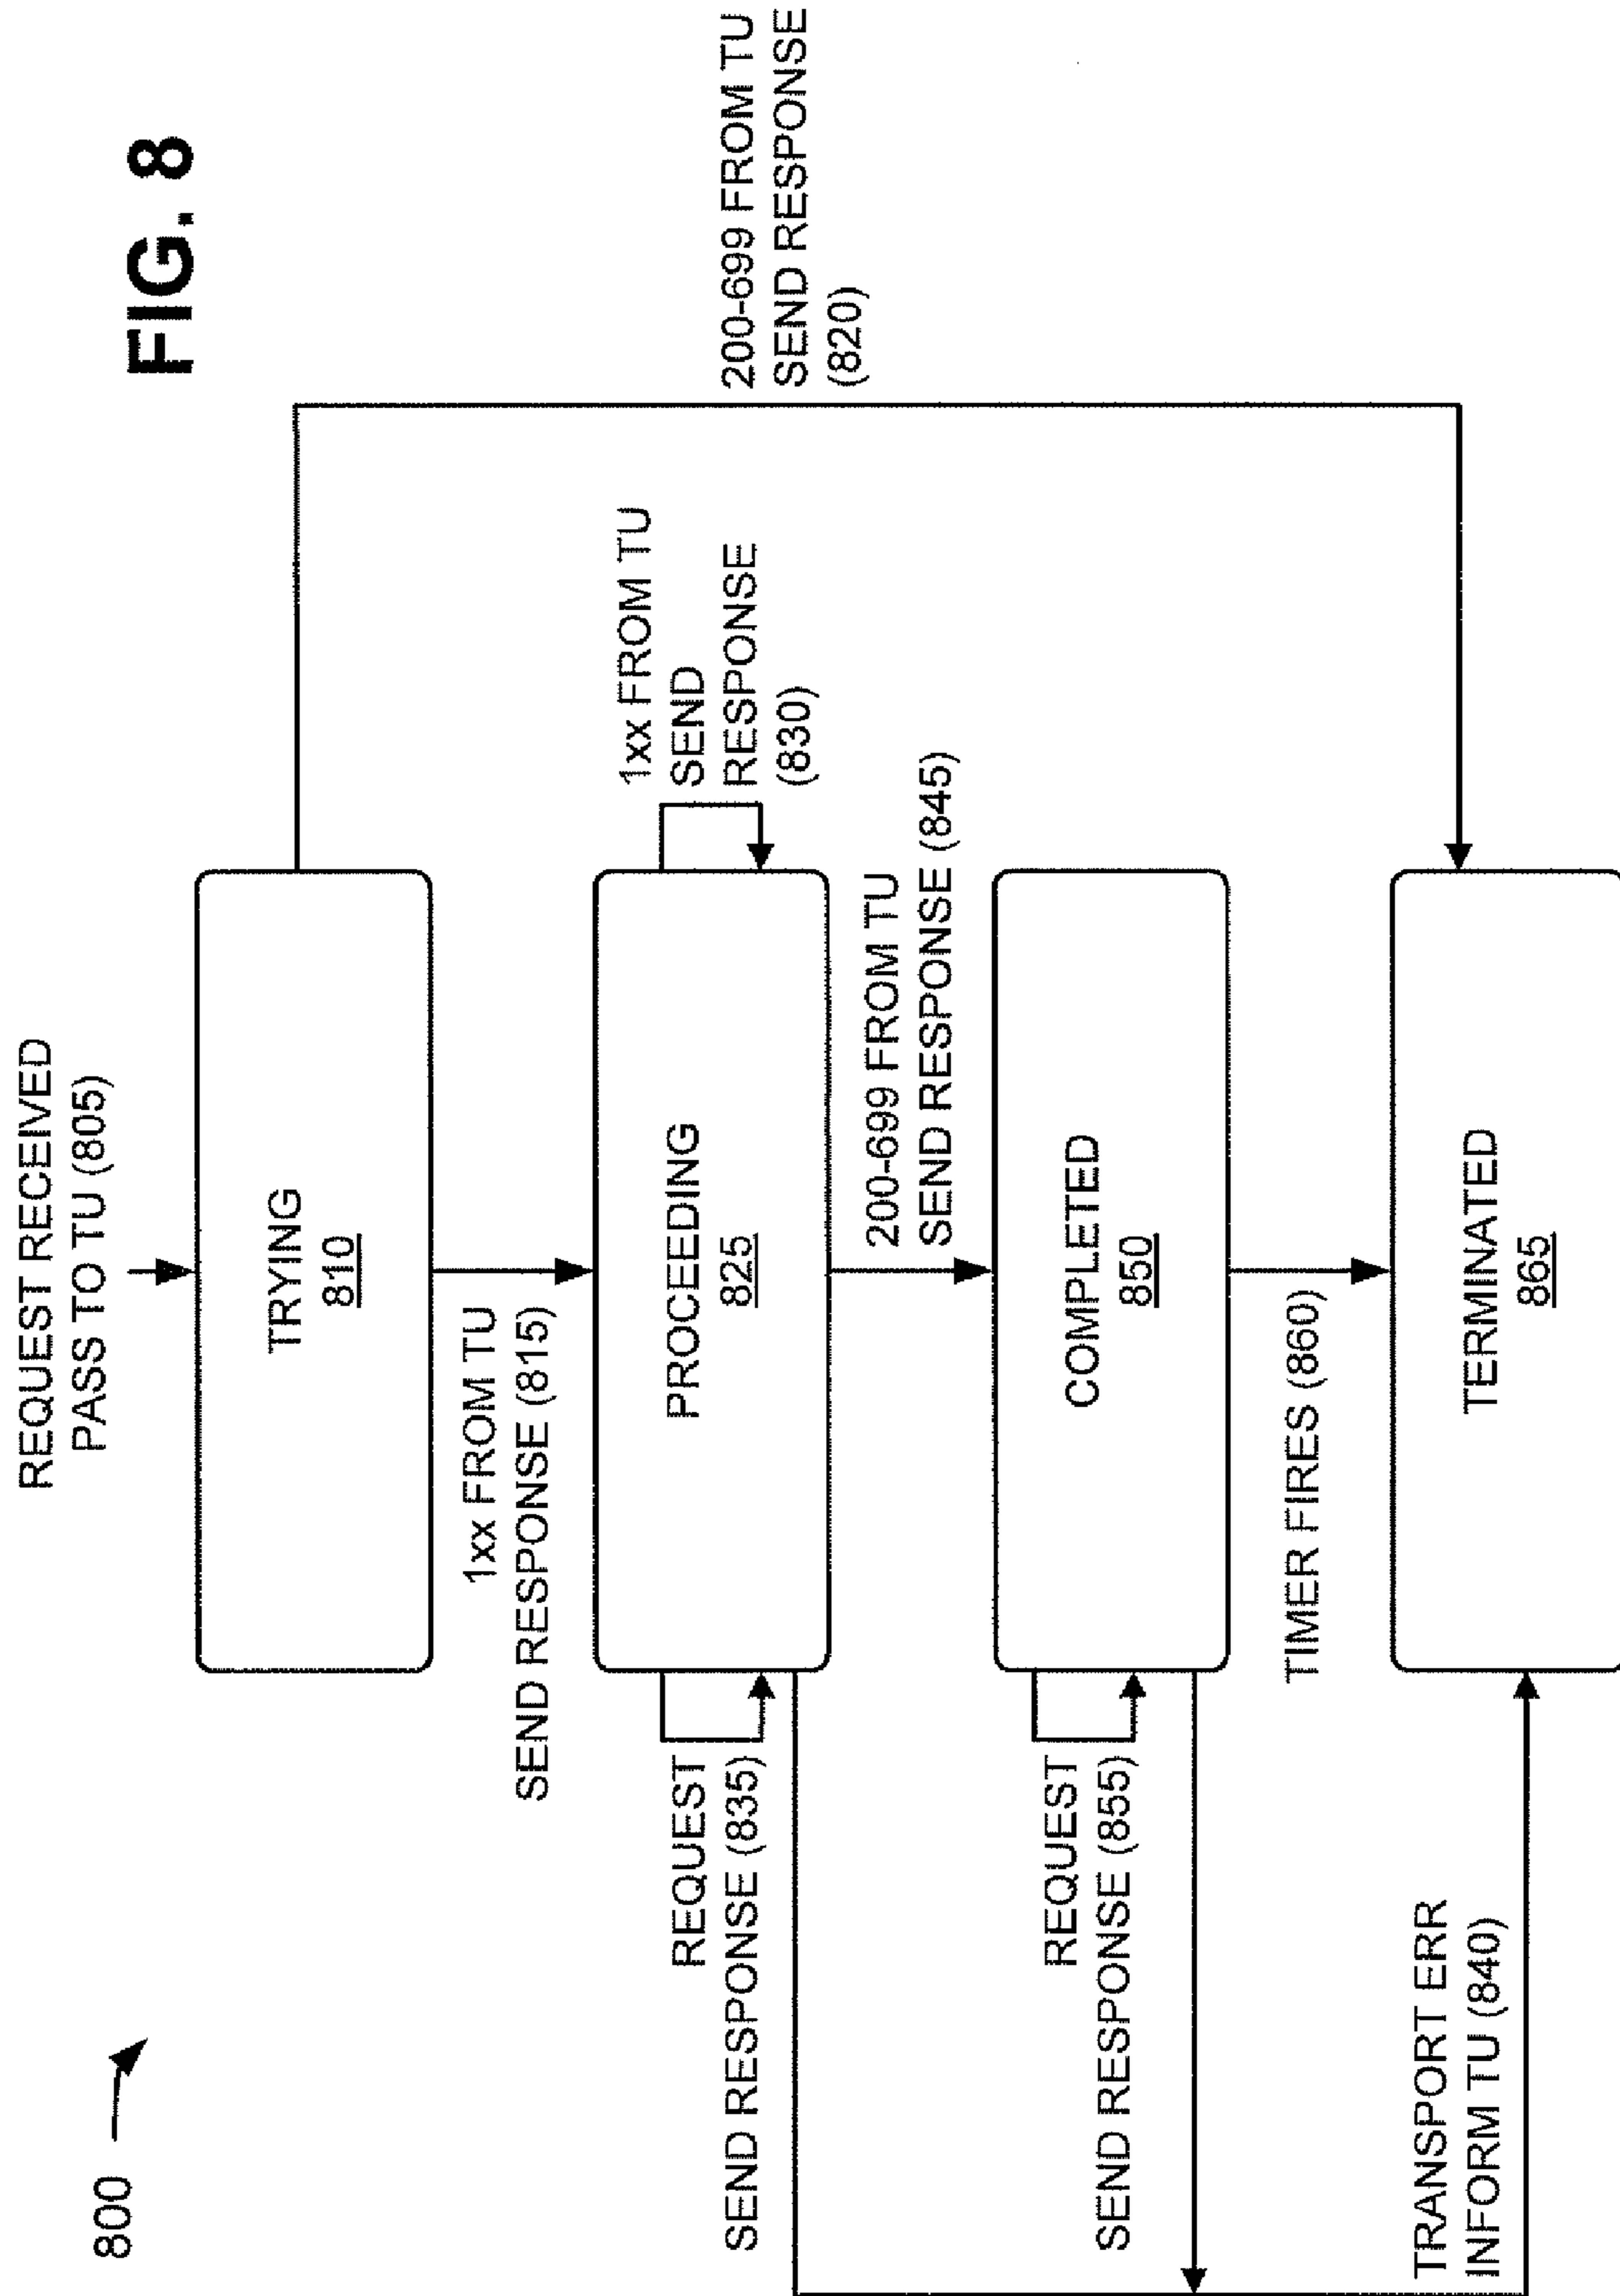 FIG. 8
800
REQUEST RECEIVED
PASS TO TU (805)
TRYING
810
1xx FROM TU
SEND RESPONSE (815)
200-699 FROM TU
SEND RESPONSE
(820)
PROCEEDING
825
1xx FROM TU
SEND
RESPONSE
(830)
REQUEST
SEND RESPONSE (835)
200-699 FROM TU
SEND RESPONSE (845)
COMPLETED
850
REQUEST
SEND RESPONSE (855)
TIMER FIRES (860)
TRANSPORT ERR
INFORM TU (840)
TERMINATED
865